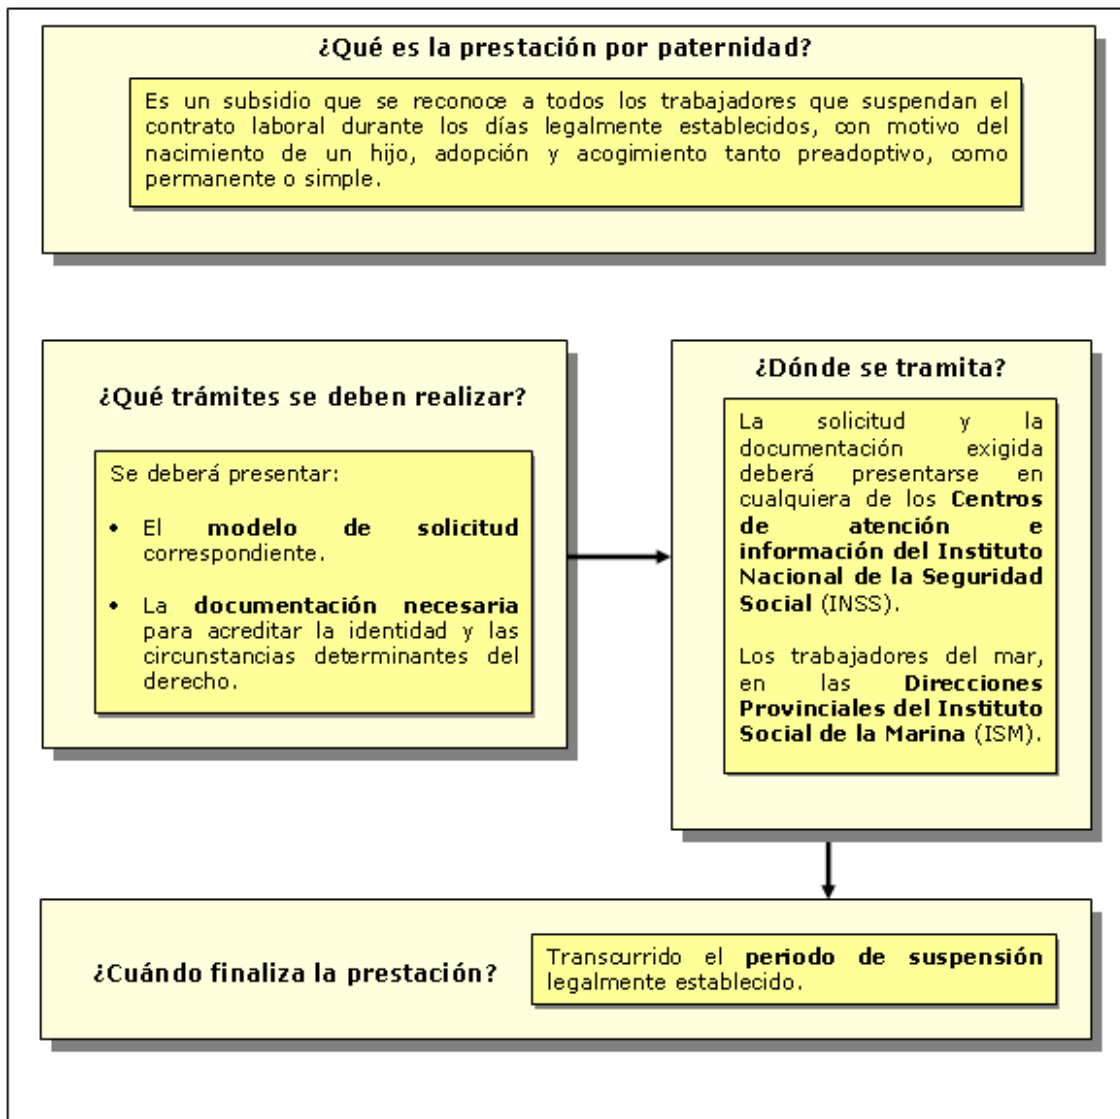 ¿Qué es la prestación por paternidad?
Es un subsidio que se reconoce a todos los trabajadores que suspendan el
contrato laboral durante los días legalmente establecidos, con motivo del
nacimiento de un hijo, adopción y acogimiento tanto preadoptivo, como
permanente o simple.
¿Qué trámites se deben realizar?
Se deberá presentar:
• El modelo de solicitud
correspondiente.
• La documentación necesaria
para acreditar la identidad y las
circunstancias determinantes del
derecho.
¿Dónde se tramita?
La solicitud y la
documentación exigida
deberá presentarse en
cualquiera de los Centros
de atención e
información del Instituto
Nacional de la Seguridad
Social (INSS).
Los trabajadores del mar,
en las Direcciones
Provinciales del Instituto
Social de la Marina (ISM).
¿Cuándo finaliza la prestación?
Transcurrido el periodo de suspensión
legalmente establecido.